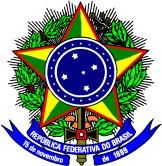 REPÚBLICA FEDERATIVA DO BRASIL
15 de novembro de 1889